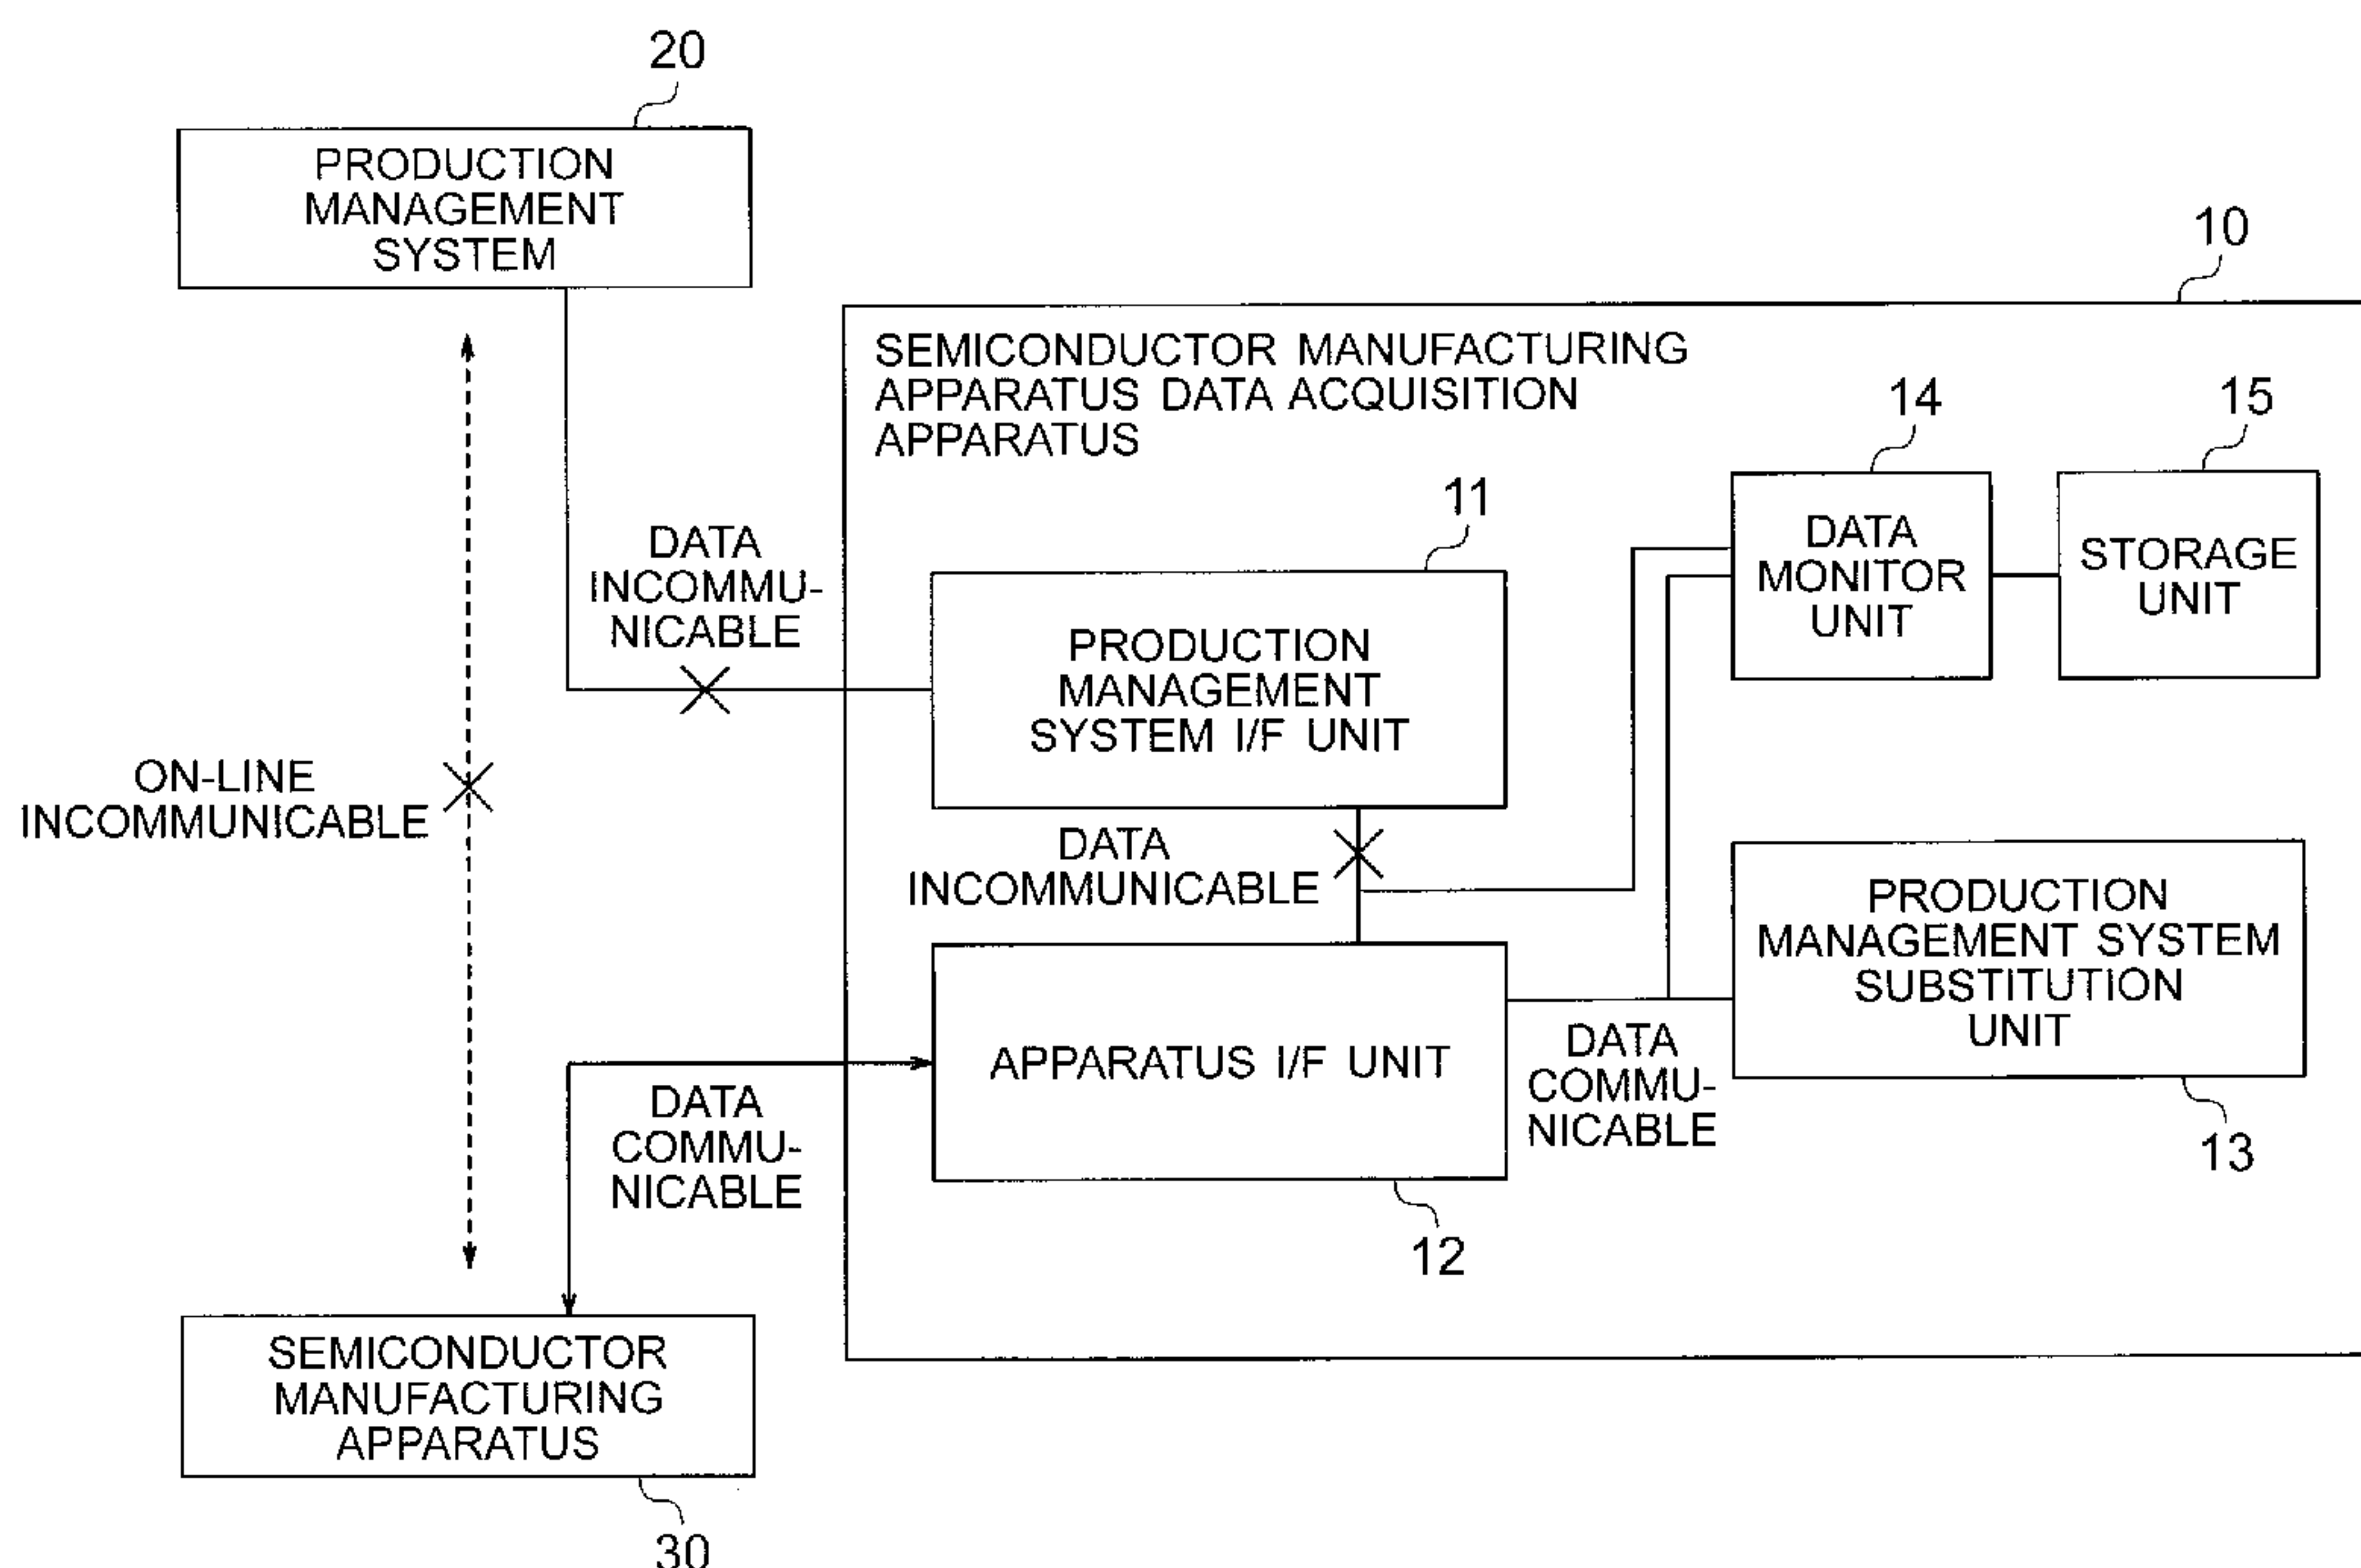 20
PRODUCTION
MANAGEMENT
SYSTEM
10
SEMICONDUCTOR MANUFACTURING
APPARATUS DATA ACQUISITION
APPARATUS
14
15
DATA
MONITOR
UNIT
STORAGE
UNIT
11
DATA
INCOMMU-
NICABLE
PRODUCTION
MANAGEMENT
SYSTEM I/F UNIT
ON-LINE
INCOMMUNICABLE
DATA
INCOMMUNICABLE
PRODUCTION
MANAGEMENT SYSTEM
SUBSTITUTION
UNIT
13
APPARATUS I/F UNIT
12
DATA
COMMU-
NICABLE
DATA
COMMU-
NICABLE
SEMICONDUCTOR
MANUFACTURING
APPARATUS
30